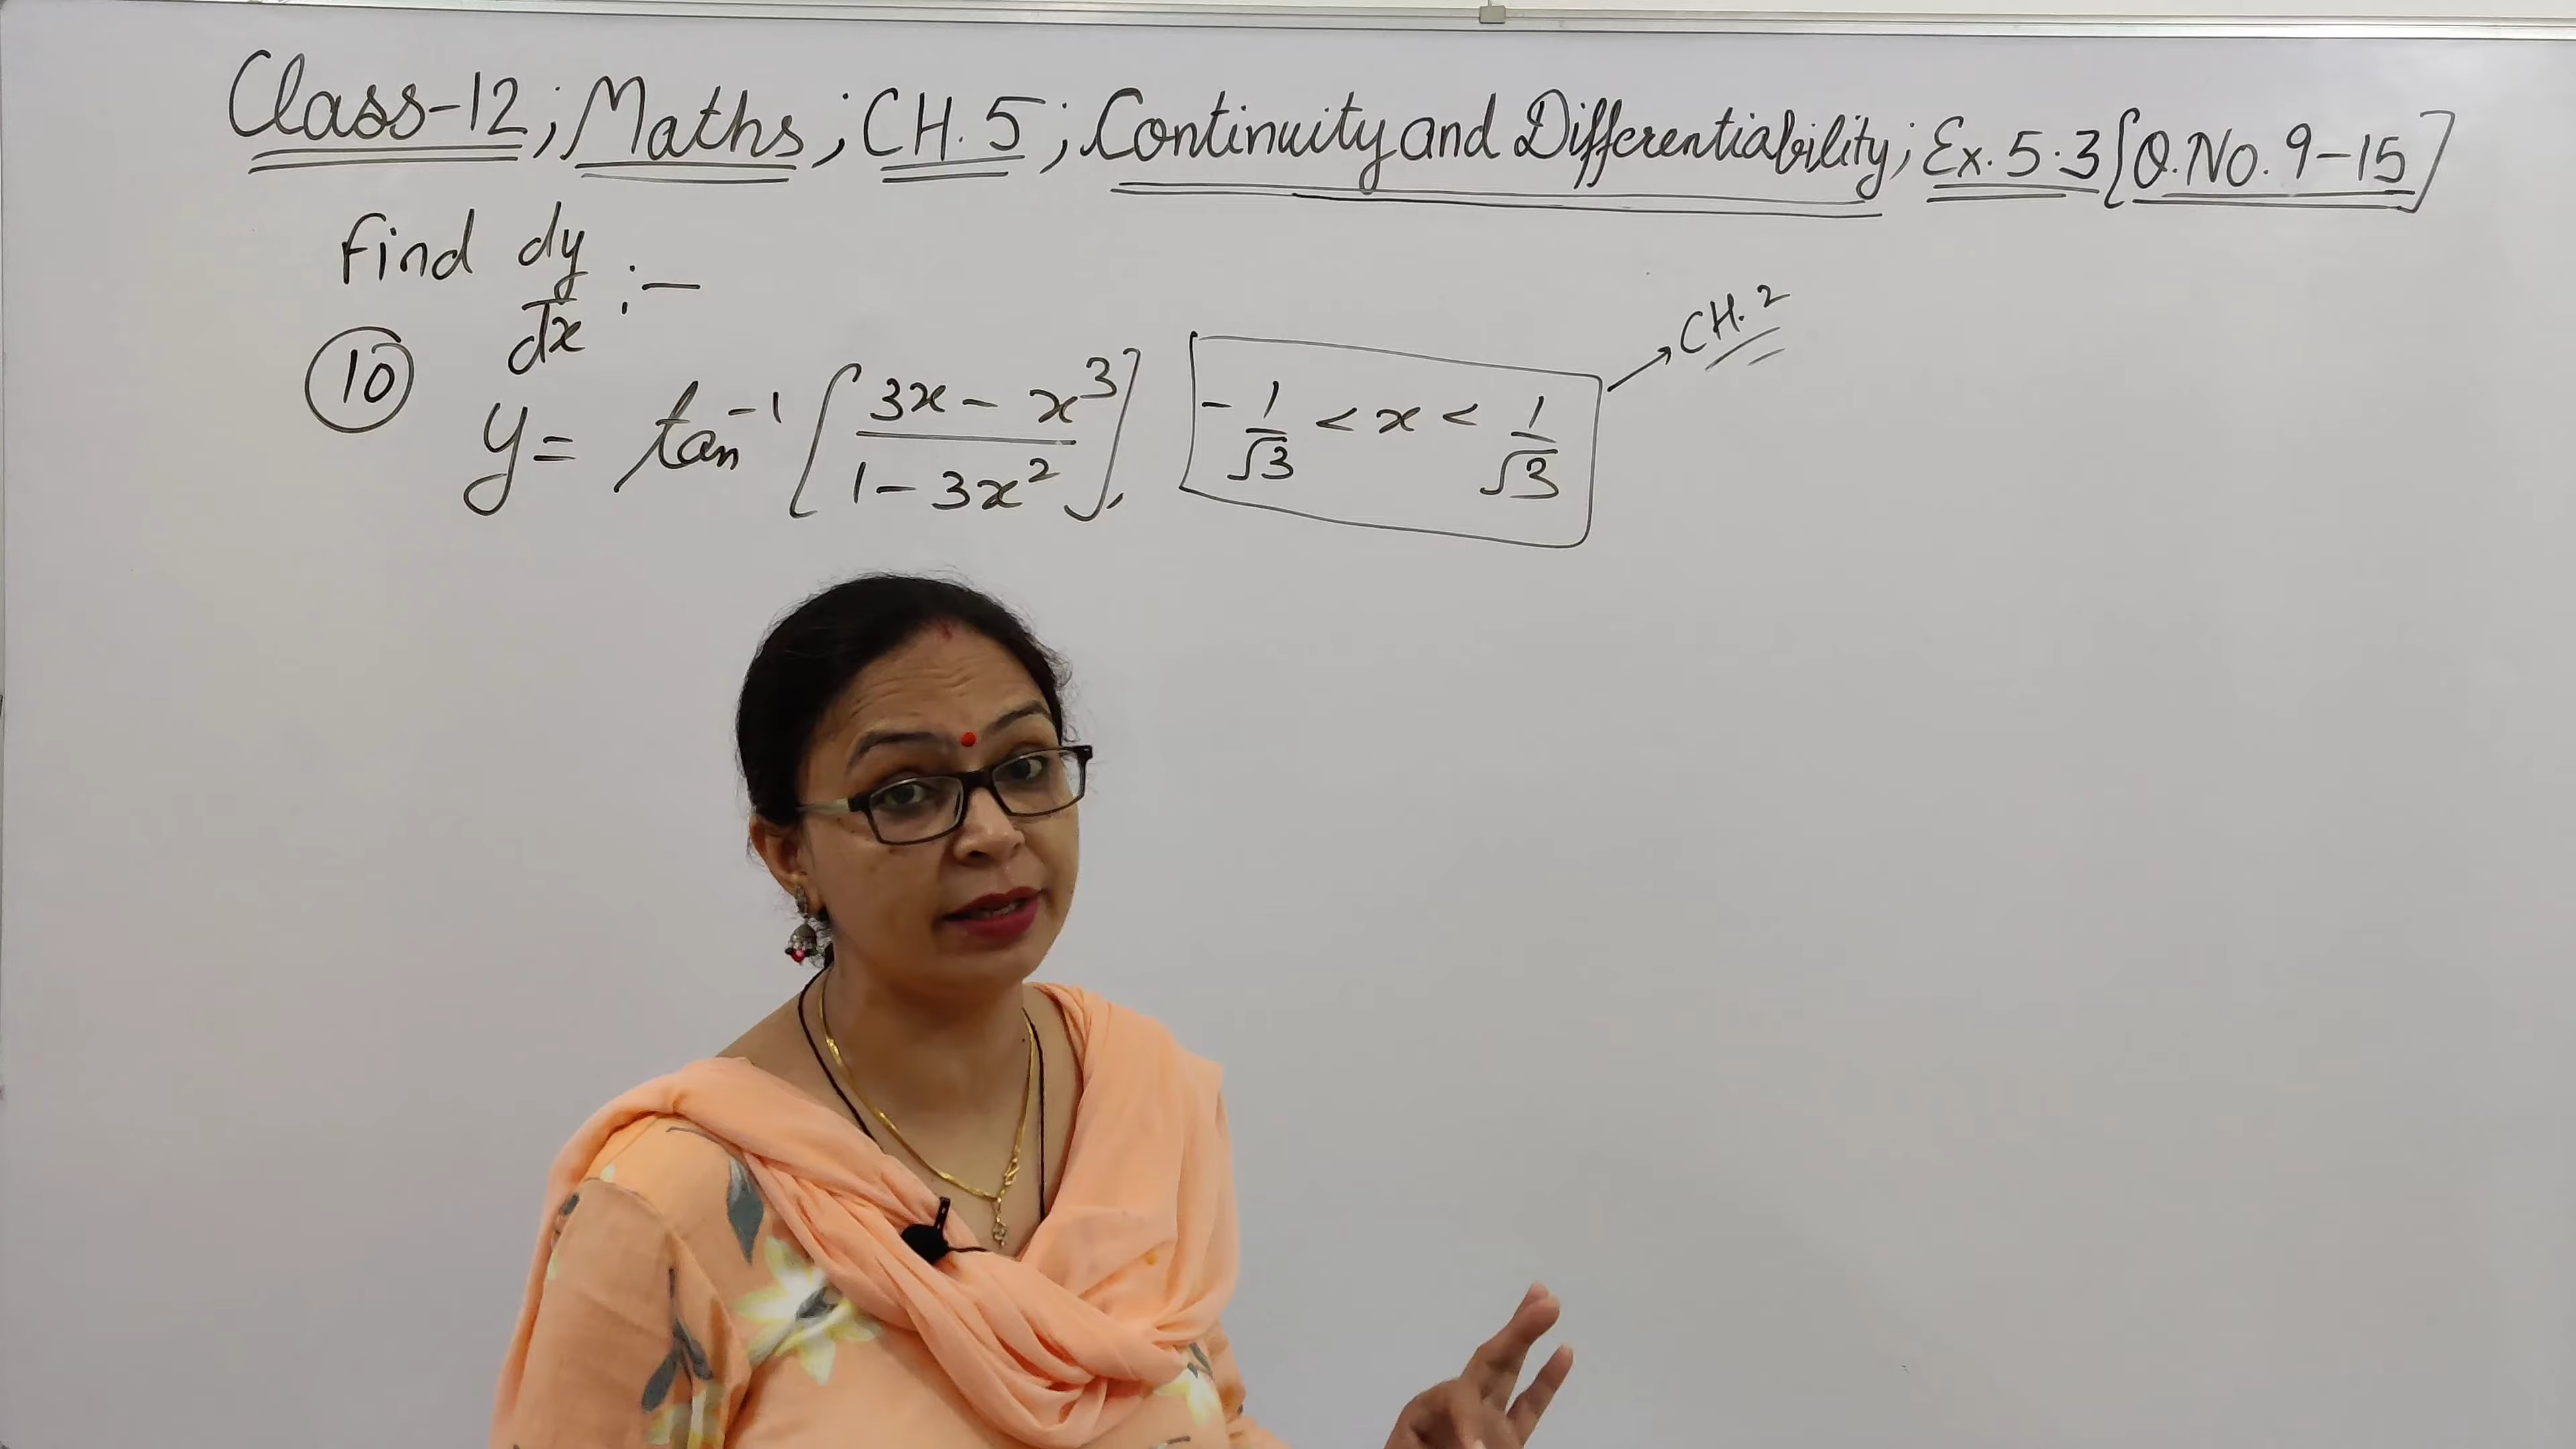 Class-12; Maths; CH. 5; Continuity and Differentiability; Ex. 5.3 [Q.No. 9-15]
Find dy/dx :-
CH. 2
10 y = tan⁻¹ [ (3x - x³)/(1 - 3x²) ], -1/√3 < x < 1/√3